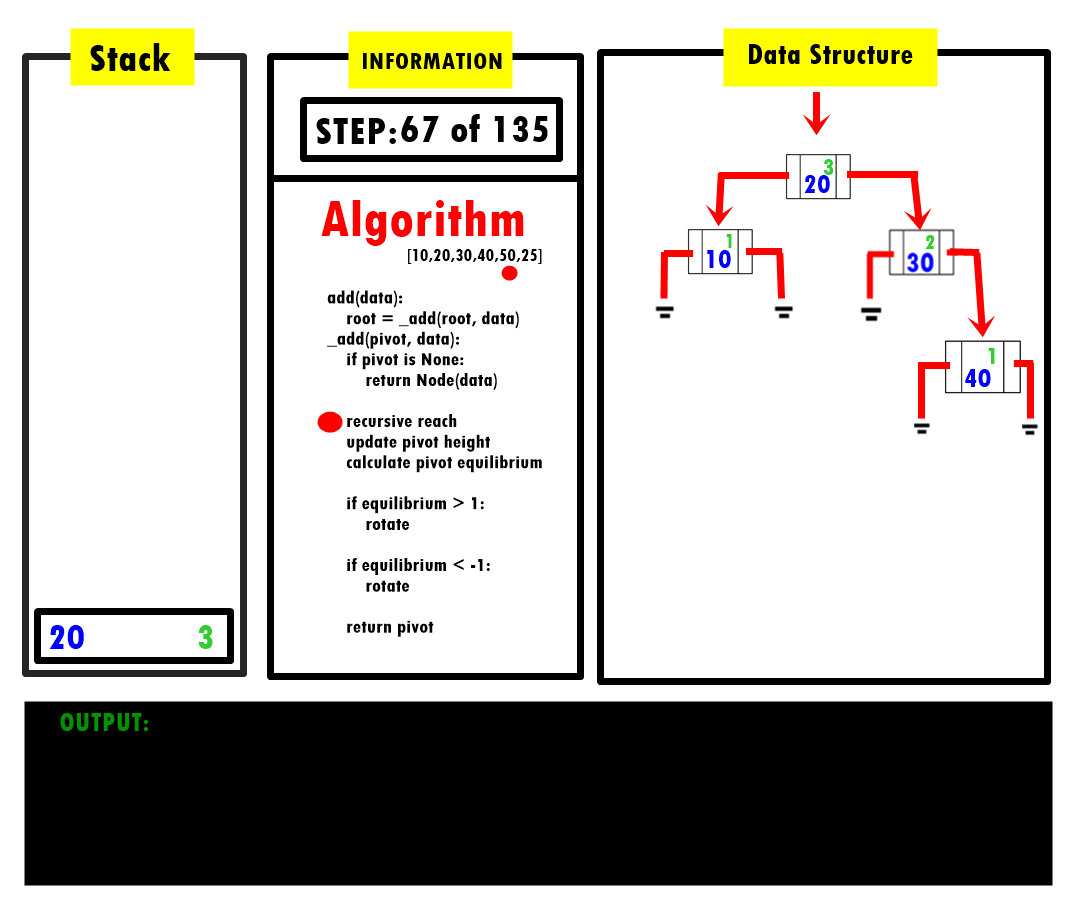 Stack
20 3
INFORMATION
STEP:67 of 135
Algorithm
[10,20,30,40,50,25]
add(data):
root = _add(root, data)
_add(pivot, data):
if pivot is None:
return Node(data)
recursive reach
update pivot height
calculate pivot equilibrium
if equilibrium > 1:
rotate
if equilibrium < -1:
rotate
return pivot
Data Structure
3
20
1
10
2
30
1
40
OUTPUT: